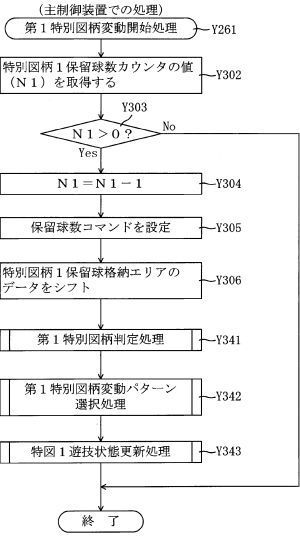 (主制御装置での処理)
第1特別図柄変動開始処理
Y261
特別図柄1保留球数カウンタの値
(N1)を取得する
Y302
Y303
N1>0?
No
Yes
N1=N1-1
Y304
保留球数コマンドを設定
Y305
特別図柄1保留球格納エリアの
データをシフト
Y306
第1特別図柄判定処理
Y341
第1特別図柄変動パターン
選択処理
Y342
特図1遊技状態更新処理
Y343
終 了